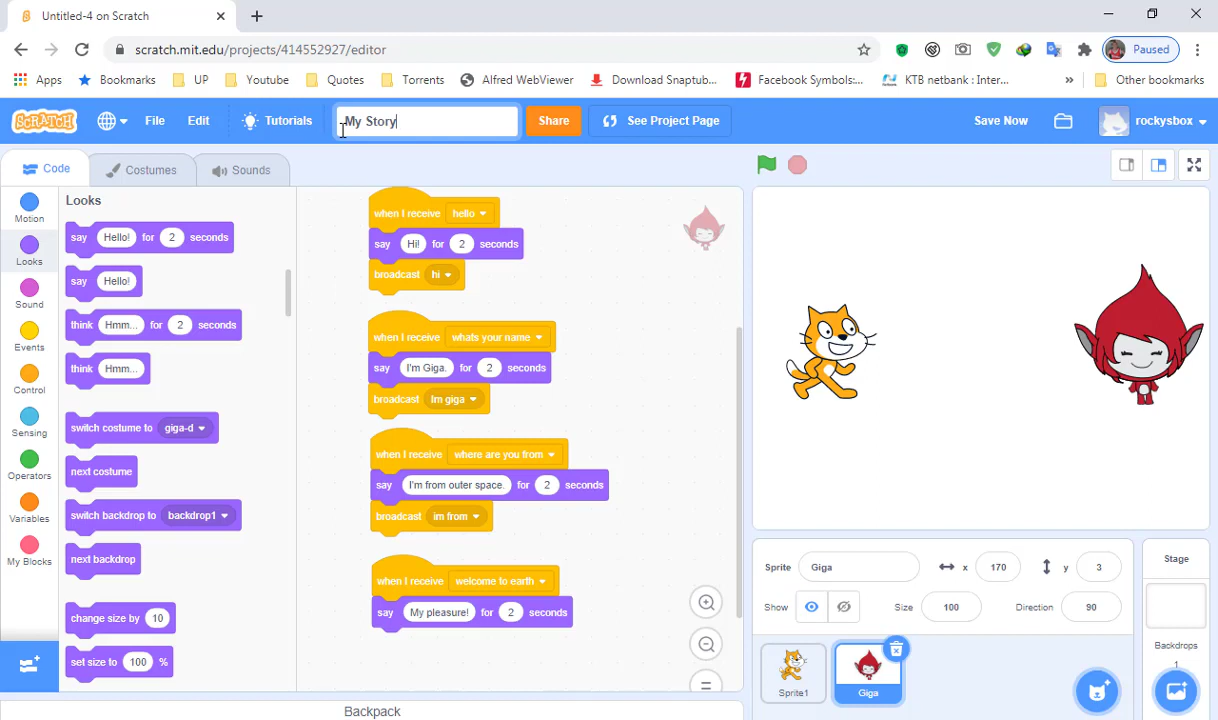 Untitled-4 on Scratch
scratch.mit.edu/projects/414552927/editor
Paused
Apps
Bookmarks
UP
Youtube
Quotes
Torrents
Alfred WebViewer
Download Snaptub...
Facebook Symbols:...
KTB netbank : Inter...
»
Other bookmarks
SCRATCH
File
Edit
Tutorials
My Story
Share
See Project Page
Save Now
rockysbox
Code
Costumes
Sounds
Motion
Looks
Sound
Events
Control
Sensing
Operators
Variables
My Blocks
Looks
say Hello! for 2 seconds
say Hello!
think Hmm... for 2 seconds
think Hmm...
switch costume to giga-d
next costume
switch backdrop to backdrop1
next backdrop
change size by 10
set size to 100 %
when I receive hello
say Hi! for 2 seconds
broadcast hi
when I receive whats your name
say I'm Giga. for 2 seconds
broadcast Im giga
when I receive where are you from
say I'm from outer space. for 2 seconds
broadcast im from
when I receive welcome to earth
say My pleasure! for 2 seconds
Backpack
Sprite Giga x 170 y 3
Show Size 100 Direction 90
Sprite1
Giga
Stage
Backdrops
1